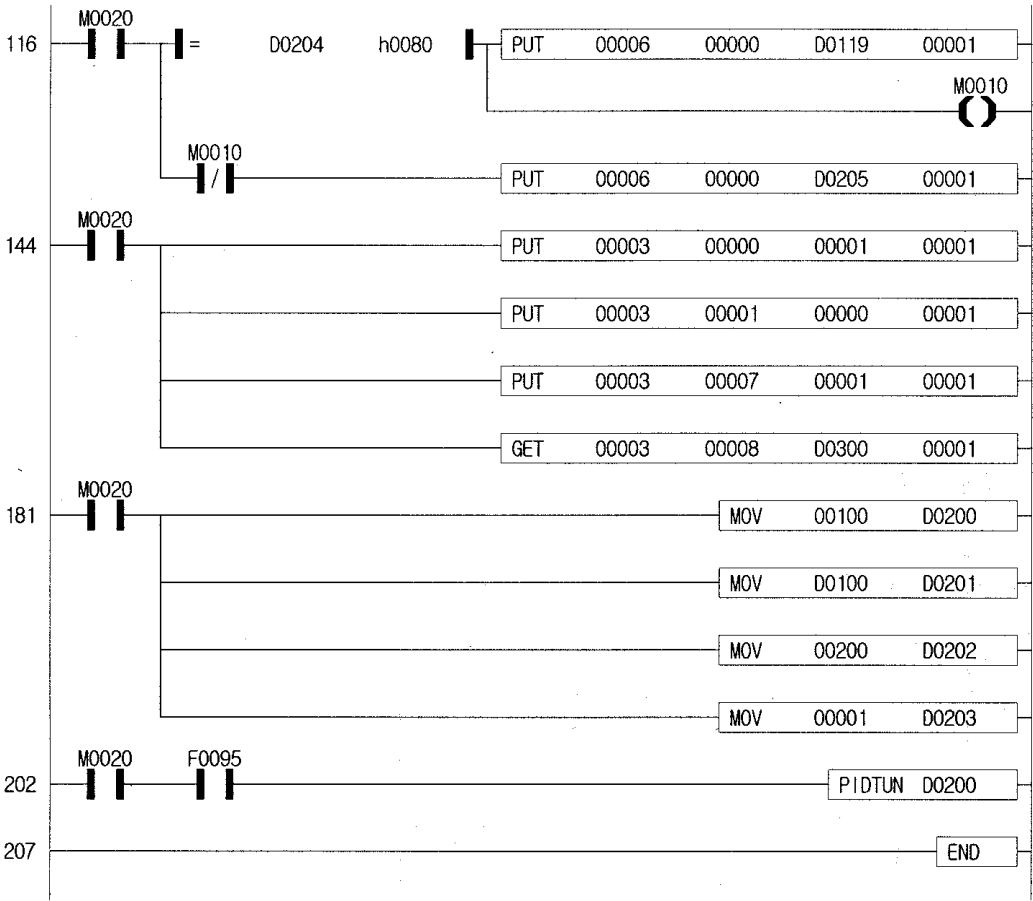 M0020
116 = D0204 h0080 PUT 00006 00000 D0119 00001
M0010
( )
M0010
/ PUT 00006 00000 D0205 00001
M0020
144 PUT 00003 00000 00001 00001
PUT 00003 00001 00000 00001
PUT 00003 00007 00001 00001
GET 00003 00008 D0300 00001
M0020
181 MOV 00100 D0200
MOV D0100 D0201
MOV 00200 D0202
MOV 00001 D0203
M0020 F0095
202 PIDTUN D0200
207 END